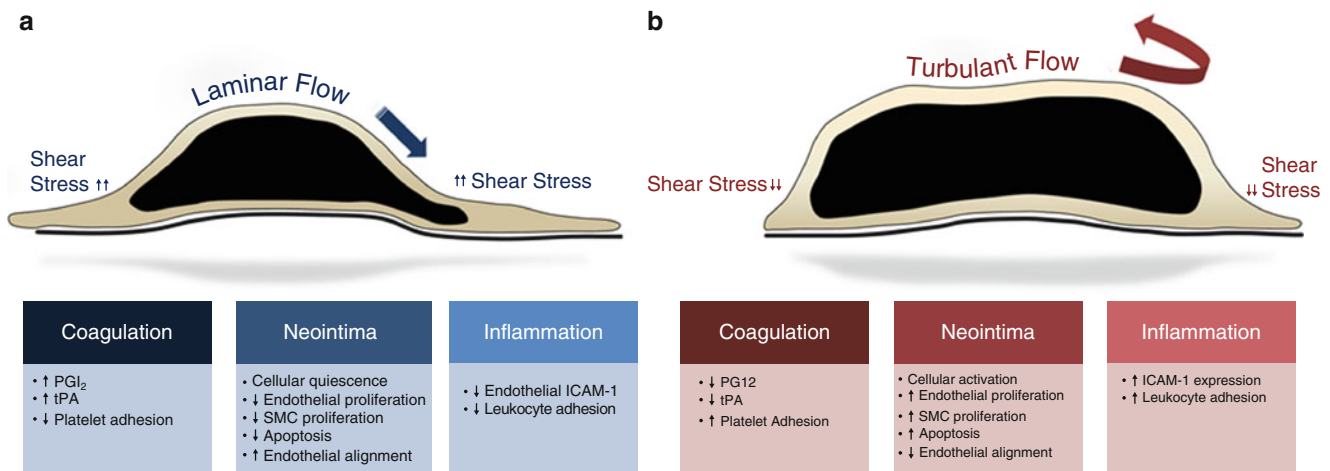 a
Laminar Flow
Shear
Stress ↑↑
↑↑ Shear Stress
Coagulation
• ↑ PGI₂
• ↑ tPA
• ↓ Platelet adhesion
Neointima
• Cellular quiescence
• ↓ Endothelial proliferation
• ↓ SMC proliferation
• ↓ Apoptosis
• ↑ Endothelial alignment
Inflammation
• ↓ Endothelial ICAM-1
• ↓ Leukocyte adhesion
b
Turbulant Flow
Shear Stress ↓↓
Shear
↓↓ Stress
Coagulation
• ↓ PG12
• ↓ tPA
• ↑ Platelet Adhesion
Neointima
• Cellular activation
• ↑ Endothelial proliferation
• ↑ SMC proliferation
• ↑ Apoptosis
• ↓ Endothelial alignment
Inflammation
• ↑ ICAM-1 expression
• ↑ Leukocyte adhesion